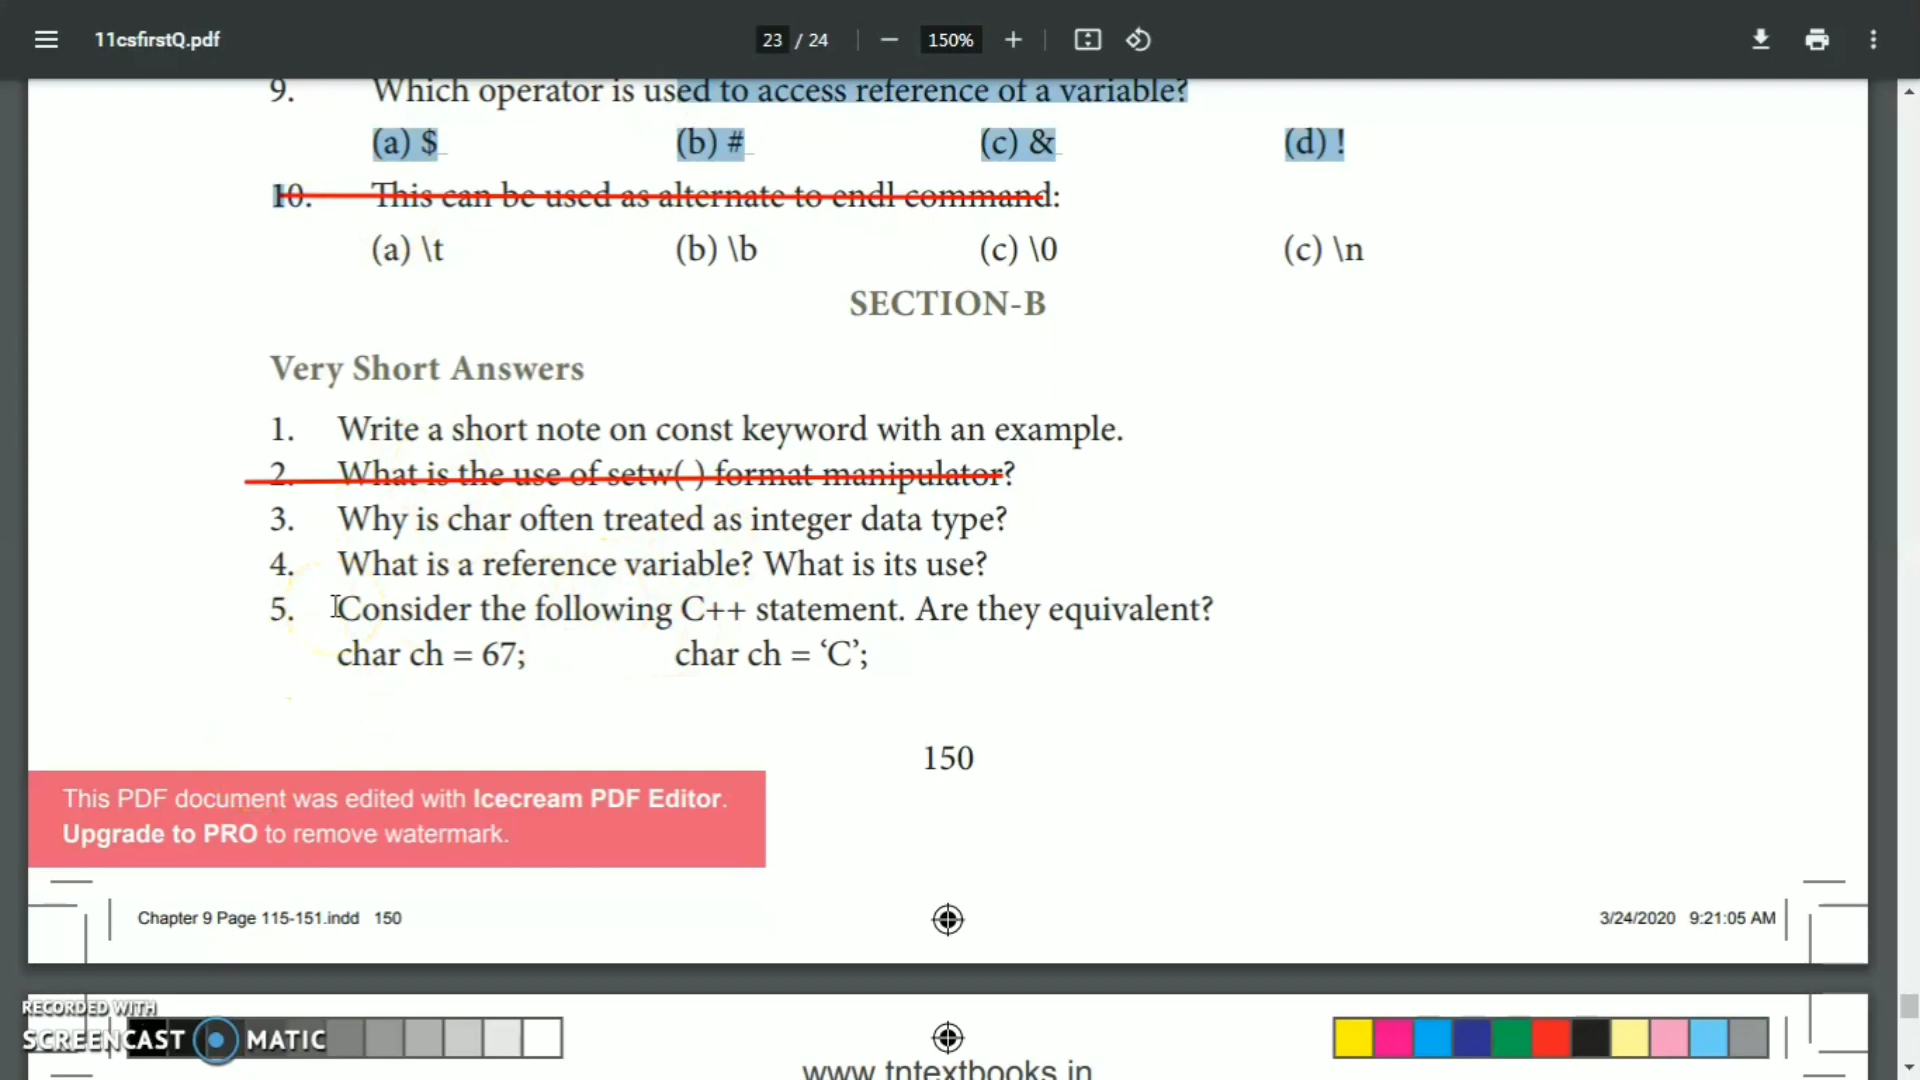 11csfirstQ.pdf
23 / 24
150%
9. Which operator is used to access reference of a variable?
(a) $ (b) # (c) & (d) !
10. This can be used as alternate to endl command:
(a) \t (b) \b (c) \0 (c) \n
SECTION-B
Very Short Answers
1. Write a short note on const keyword with an example.
2. What is the use of setw( ) format manipulator?
3. Why is char often treated as integer data type?
4. What is a reference variable? What is its use?
5. Consider the following C++ statement. Are they equivalent?
char ch = 67; char ch = ‘C’;
150
This PDF document was edited with Icecream PDF Editor.
Upgrade to PRO to remove watermark.
Chapter 9 Page 115-151.indd 150
3/24/2020 9:21:05 AM
RECORDED WITH
SCREENCAST MATIC
www.tntextbooks.in